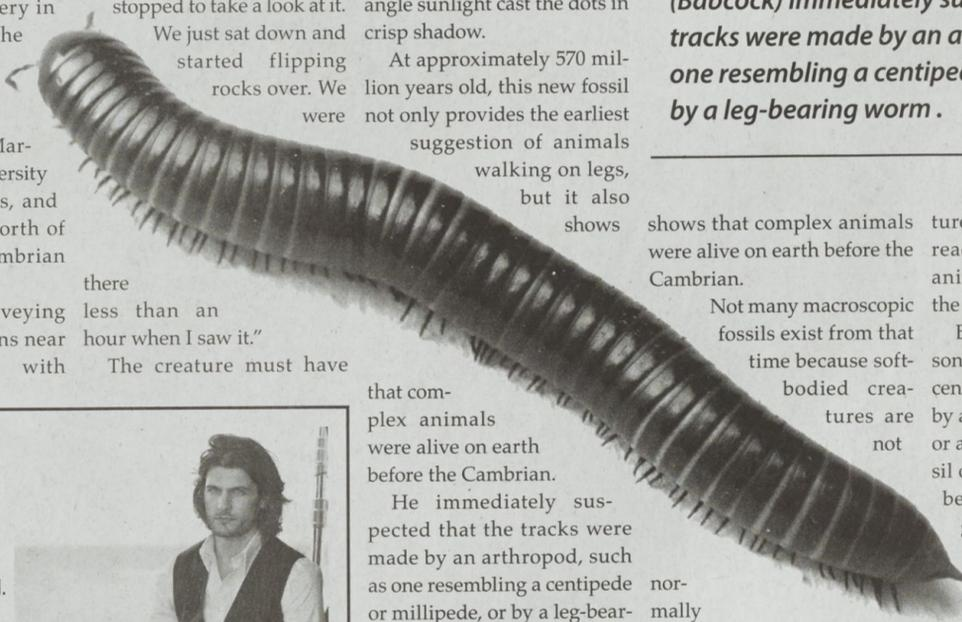 ery in
he
Mar-
ersity
s, and
orth of
mbrian
veying
ns near
with
l.
stopped to take a look at it.
We just sat down and
started flipping
rocks over. We
were
there
less than an
hour when I saw it.”
The creature must have
angle sunlight cast the dots in
crisp shadow.
At approximately 570 mil-
lion years old, this new fossil
not only provides the earliest
suggestion of animals
walking on legs,
but it also
shows
that com-
plex animals
were alive on earth
before the Cambrian.
He immediately sus-
pected that the tracks were
made by an arthropod, such
as one resembling a centipede
or millipede, or by a leg-bear-
(Babcock) immediately su
tracks were made by an a
one resembling a centipe
by a leg-bearing worm .
shows that complex animals
were alive on earth before the
Cambrian.
Not many macroscopic
fossils exist from that
time because soft-
bodied crea-
tures are
not
nor-
mally
ture
rea
ani
the
E
son
cen
by a
or a
sil c
be